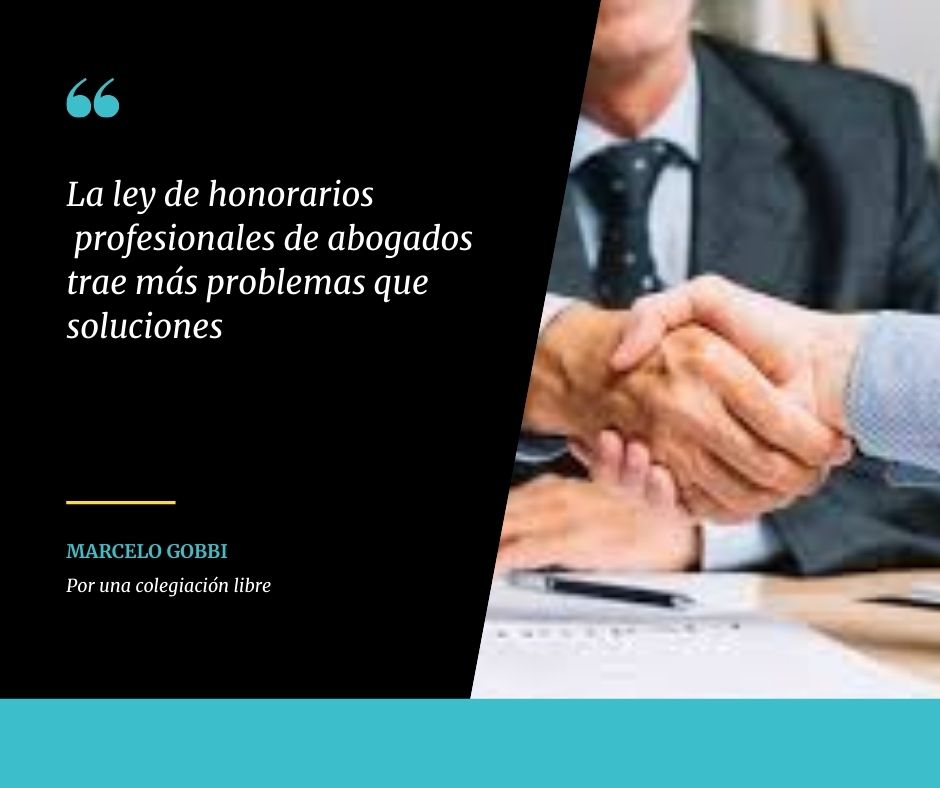 “
La ley de honorarios
profesionales de abogados
trae más problemas que
soluciones
MARCELO GOBBI
Por una colegiación libre